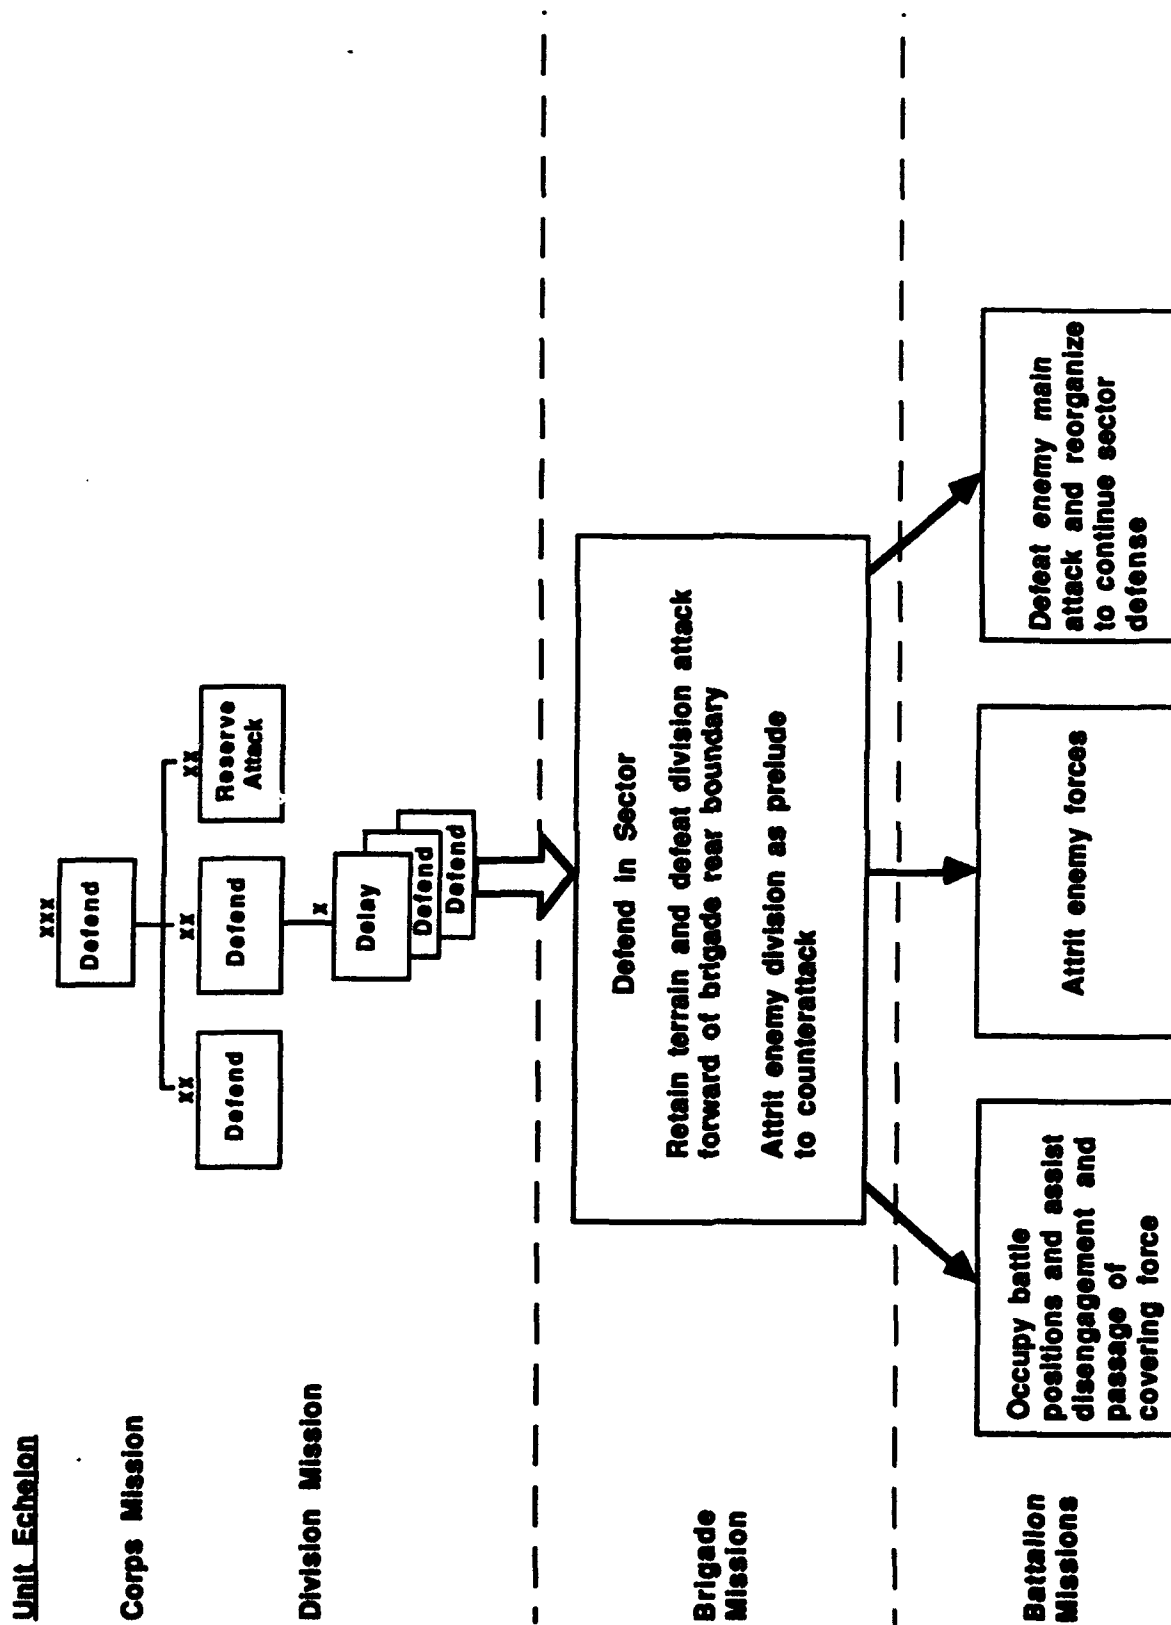 Unit Echelon
Corps Mission
XXX
Defend
XX
XX
XX
Defend
Defend
Reserve
Attack
Division Mission
X
Delay
Defend
Defend
Brigade
Mission
Defend in Sector
Retain terrain and defeat division attack
forward of brigade rear boundary
Attrit enemy division as prelude
to counterattack
Battalion
Missions
Occupy battle
positions and assist
disengagement and
passage of
covering force
Attrit enemy forces
Defeat enemy main
attack and reorganize
to continue sector
defense